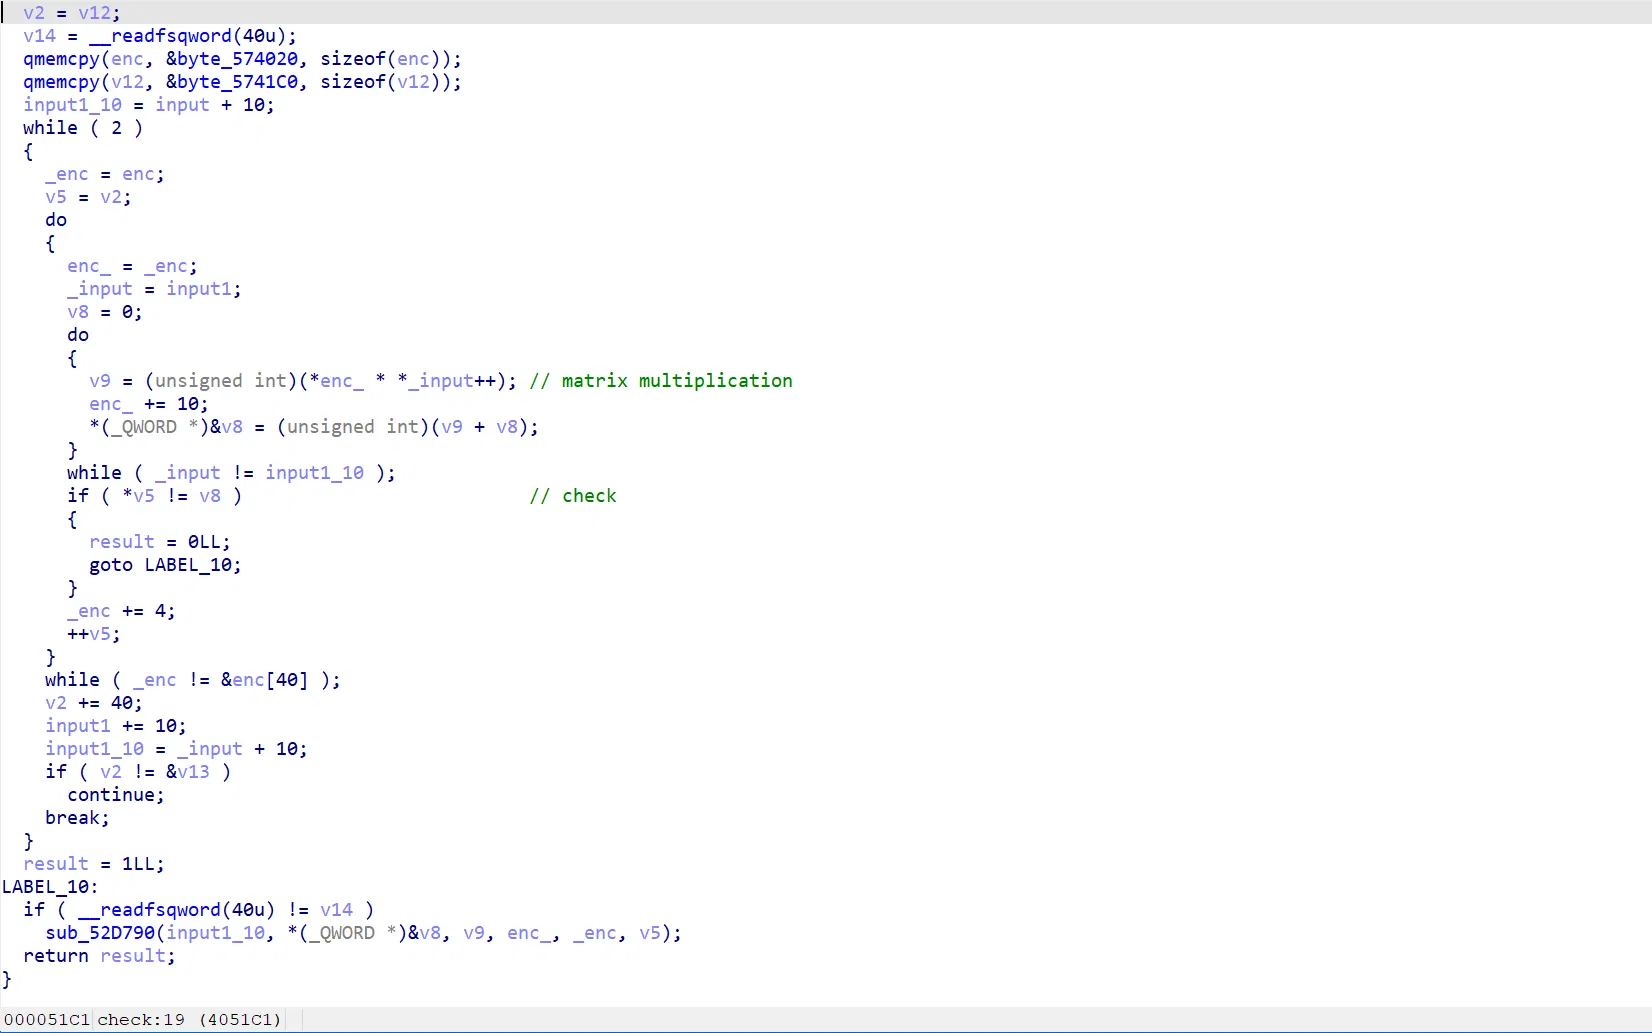 v2 = v12;
v14 = __readfsqword(40u);
qmemcpy(enc, &byte_574020, sizeof(enc));
qmemcpy(v12, &byte_5741C0, sizeof(v12));
input1_10 = input + 10;
while ( 2 )
{
_enc = enc;
v5 = v2;
do
{
enc_ = _enc;
_input = input1;
v8 = 0;
do
{
v9 = (unsigned int)(*enc_ * *_input++); // matrix multiplication
enc_ += 10;
*(_QWORD *)&v8 = (unsigned int)(v9 + v8);
}
while ( _input != input1_10 );
if ( *v5 != v8 ) // check
{
result = 0LL;
goto LABEL_10;
}
_enc += 4;
++v5;
}
while ( _enc != &enc[40] );
v2 += 40;
input1 += 10;
input1_10 = _input + 10;
if ( v2 != &v13 )
continue;
break;
}
result = 1LL;
LABEL_10:
if ( __readfsqword(40u) != v14 )
sub_52D790(input1_10, *(_QWORD *)&v8, v9, enc_, _enc, v5);
return result;
}
000051C1 check:19 (4051C1)